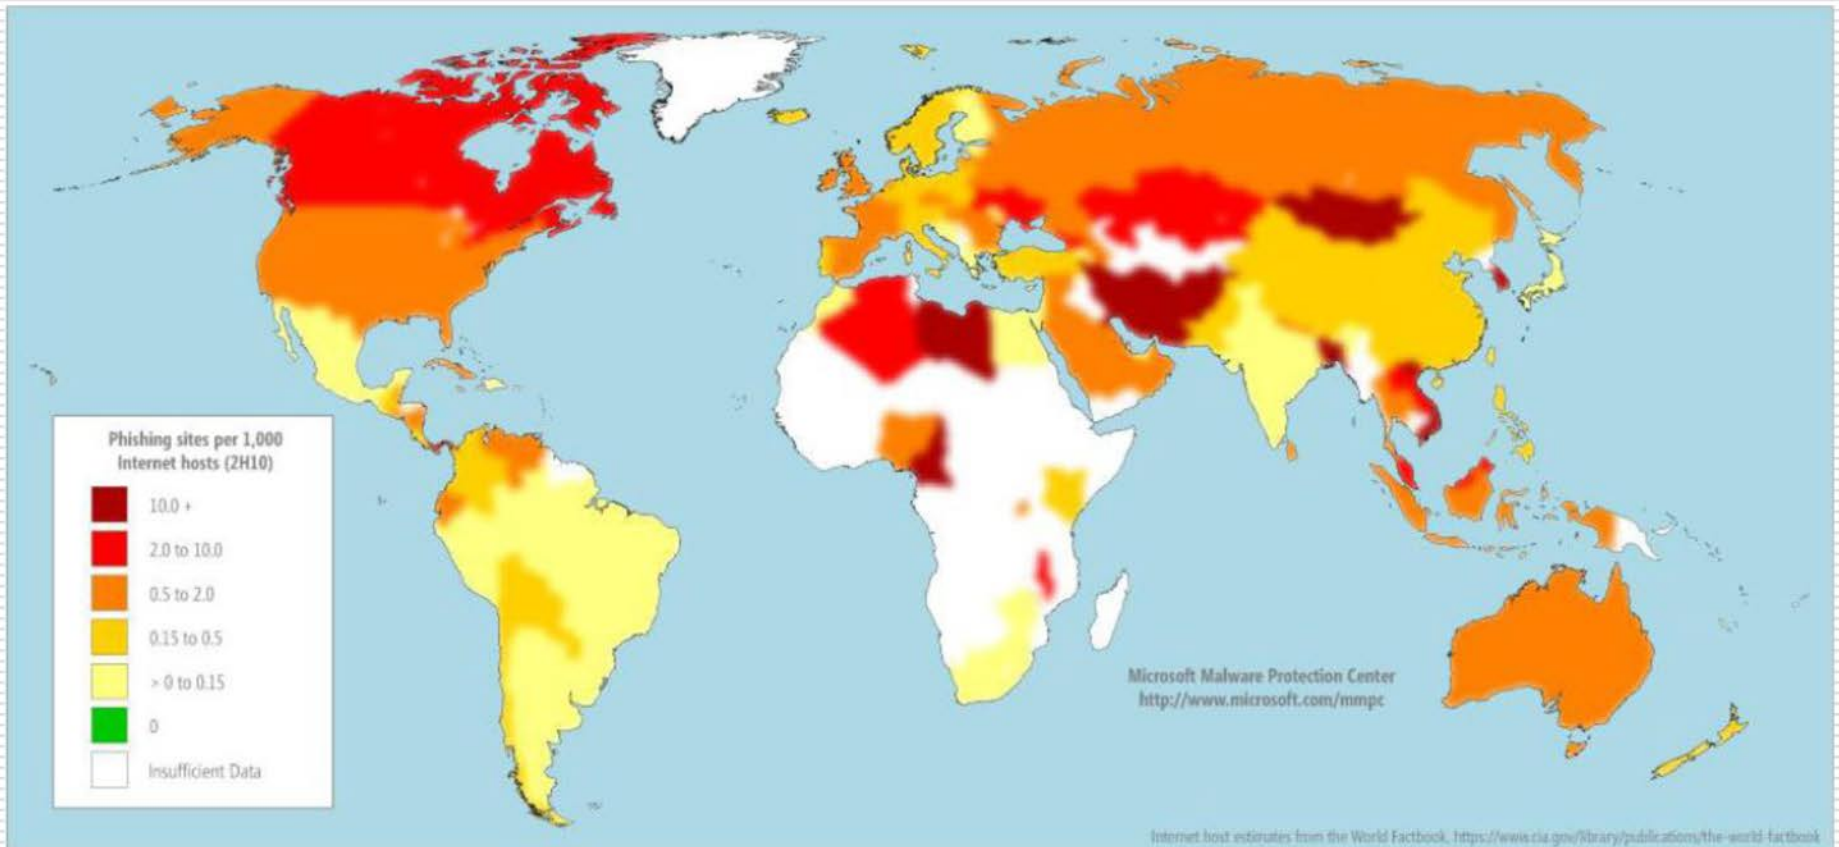 Phishing sites per 1,000
Internet hosts (2H10)
10.0 +
2.0 to 10.0
0.5 to 2.0
0.15 to 0.5
> 0 to 0.15
0
Insufficient Data
Microsoft Malware Protection Center
http://www.microsoft.com/mmpc
Internet host estimates from the World Factbook, https://www.cia.gov/library/publications/the-world-factbook